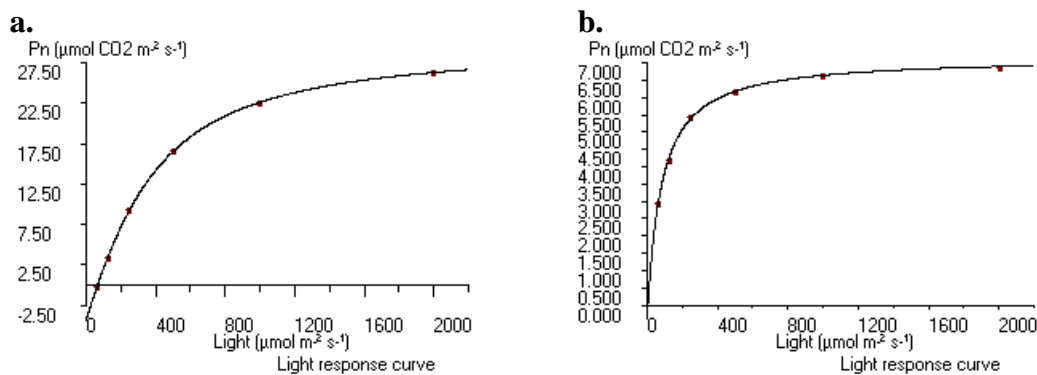 a.
Pn (µmol CO2 m-² s-¹)
27.50
22.50
17.50
12.50
7.50
2.50
-2.50
0 400 800 1200 1600 2000
Light (µmol m-² s-¹)
Light response curve
b.
Pn (µmol CO2 m-² s-¹)
7.000
6.500
6.000
5.500
5.000
4.500
4.000
3.500
3.000
2.500
2.000
1.500
1.000
0.500
0.000
0 400 800 1200 1600 2000
Light (µmol m-² s-¹)
Light response curve